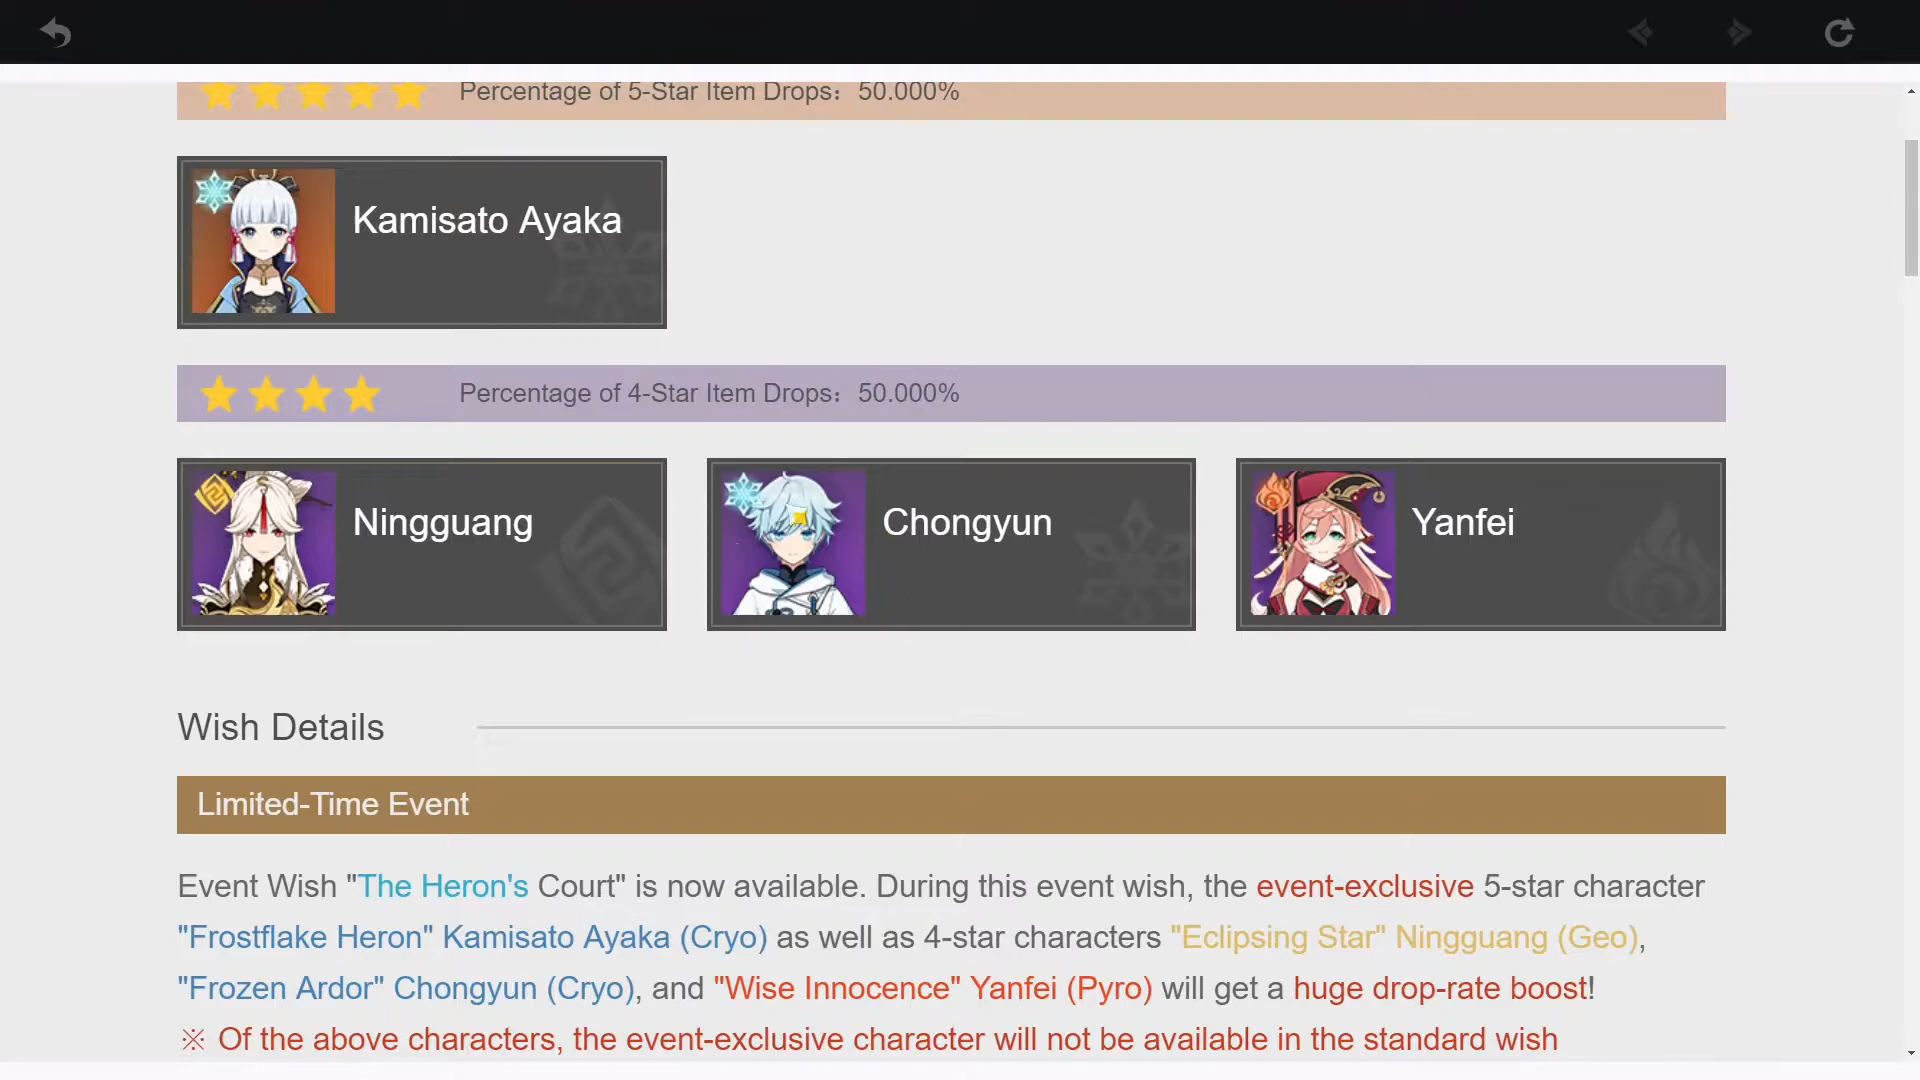 Percentage of 5-Star Item Drops：50.000%
Kamisato Ayaka
Percentage of 4-Star Item Drops：50.000%
Ningguang
Chongyun
Yanfei
Wish Details
Limited-Time Event
Event Wish "The Heron's Court" is now available. During this event wish, the event-exclusive 5-star character
"Frostflake Heron" Kamisato Ayaka (Cryo) as well as 4-star characters "Eclipsing Star" Ningguang (Geo),
"Frozen Ardor" Chongyun (Cryo), and "Wise Innocence" Yanfei (Pyro) will get a huge drop-rate boost!
※ Of the above characters, the event-exclusive character will not be available in the standard wish